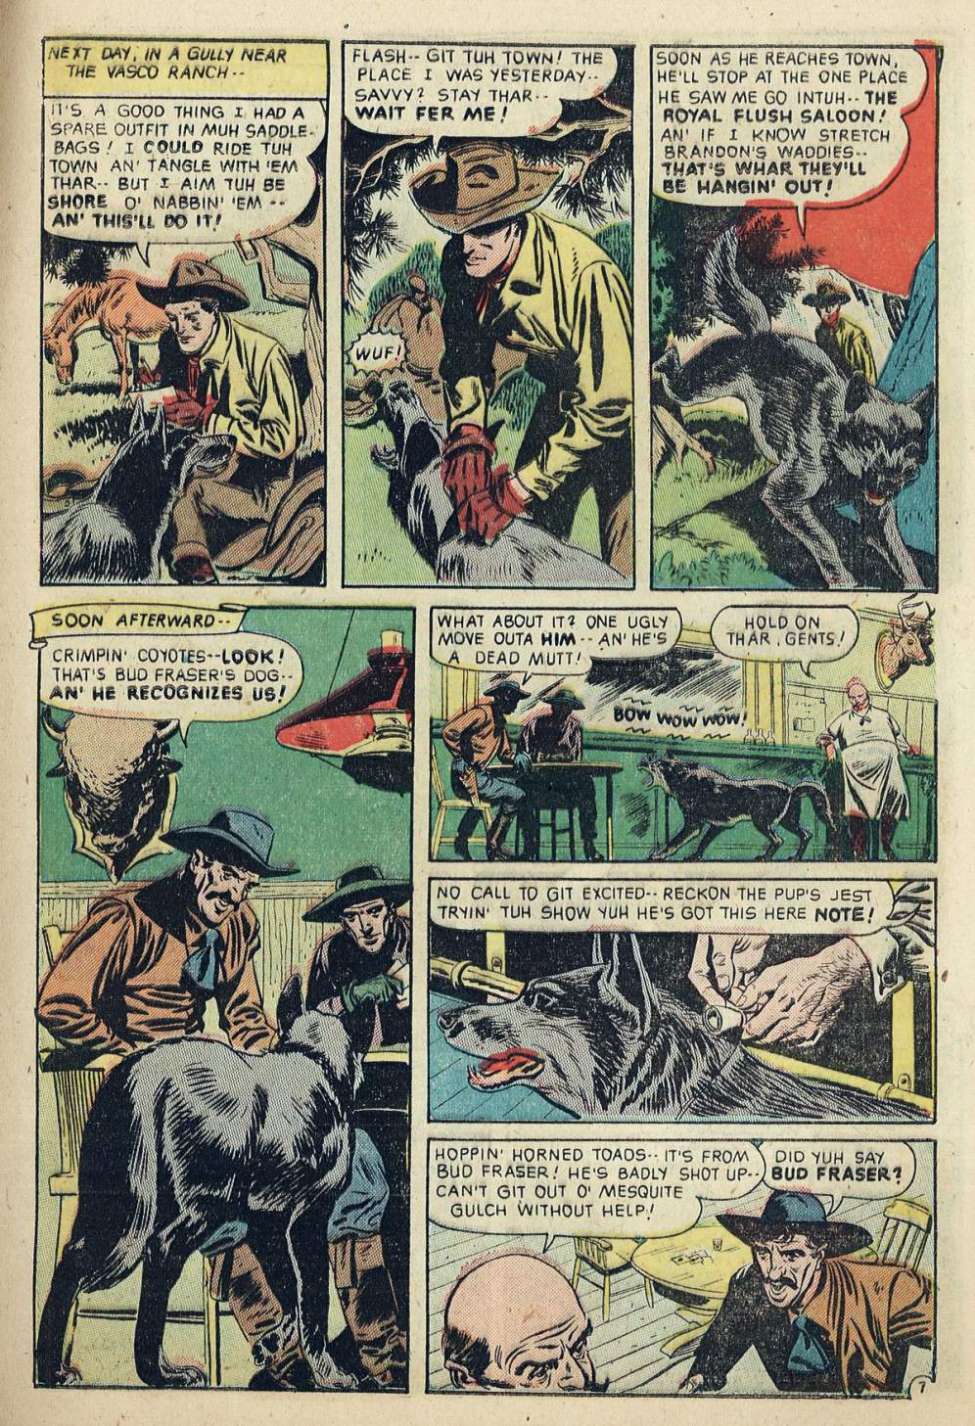 NEXT DAY, IN A GULLY NEAR
THE VASCO RANCH--
IT'S A GOOD THING I HAD A
SPARE OUTFIT IN MUH SADDLE-
BAGS! I COULD RIDE TUH
TOWN AN' TANGLE WITH 'EM
THAR-- BUT I AIM TUH BE
SHORE O' NABBIN' 'EM --
AN' THIS'LL DO IT!
FLASH-- GIT TUH TOWN! THE
PLACE I WAS YESTERDAY--
SAVVY? STAY THAR--
WAIT FER ME!
WUF!
SOON AS HE REACHES TOWN,
HE'LL STOP AT THE ONE PLACE
HE SAW ME GO INTUH-- THE
ROYAL FLUSH SALOON!
AN' IF I KNOW STRETCH
BRANDON'S WADDIES--
THAT'S WHAR THEY'LL
BE HANGIN' OUT!
SOON AFTERWARD--
CRIMPIN' COYOTES--LOOK!
THAT'S BUD FRASER'S DOG--
AN' HE RECOGNIZES US!
WHAT ABOUT IT? ONE UGLY
MOVE OUTA HIM -- AN' HE'S
A DEAD MUTT!
HOLD ON
THAR, GENTS!
BOW WOW WOW!
NO CALL TO GIT EXCITED-- RECKON THE PUP'S JEST
TRYIN' TUH SHOW YUH HE'S GOT THIS HERE NOTE!
HOPPIN' HORNED TOADS-- IT'S FROM
BUD FRASER! HE'S BADLY SHOT UP--
CAN'T GIT OUT O' MESQUITE
GULCH WITHOUT HELP!
DID YUH SAY
BUD FRASER?
7